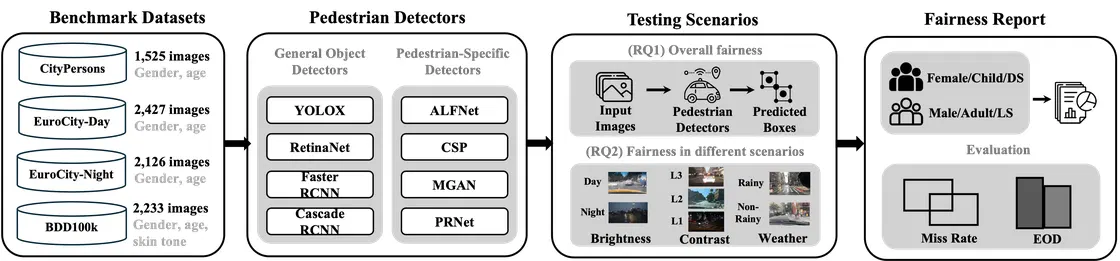 Benchmark Datasets
CityPersons
1,525 images
Gender, age
EuroCity-Day
2,427 images
Gender, age
EuroCity-Night
2,126 images
Gender, age
BDD100k
2,233 images
Gender, age,
skin tone
Pedestrian Detectors
General Object
Detectors
YOLOX
RetinaNet
Faster
RCNN
Cascade
RCNN
Pedestrian-Specific
Detectors
ALFNet
CSP
MGAN
PRNet
Testing Scenarios
(RQ1) Overall fairness
Input
Images
Pedestrian
Detectors
Predicted
Boxes
(RQ2) Fairness in different scenarios
Day
Night
Brightness
L3
L2
L1
Contrast
Rainy
Non-
Rainy
Weather
Fairness Report
Female/Child/DS
Male/Adult/LS
Evaluation
Miss Rate
EOD